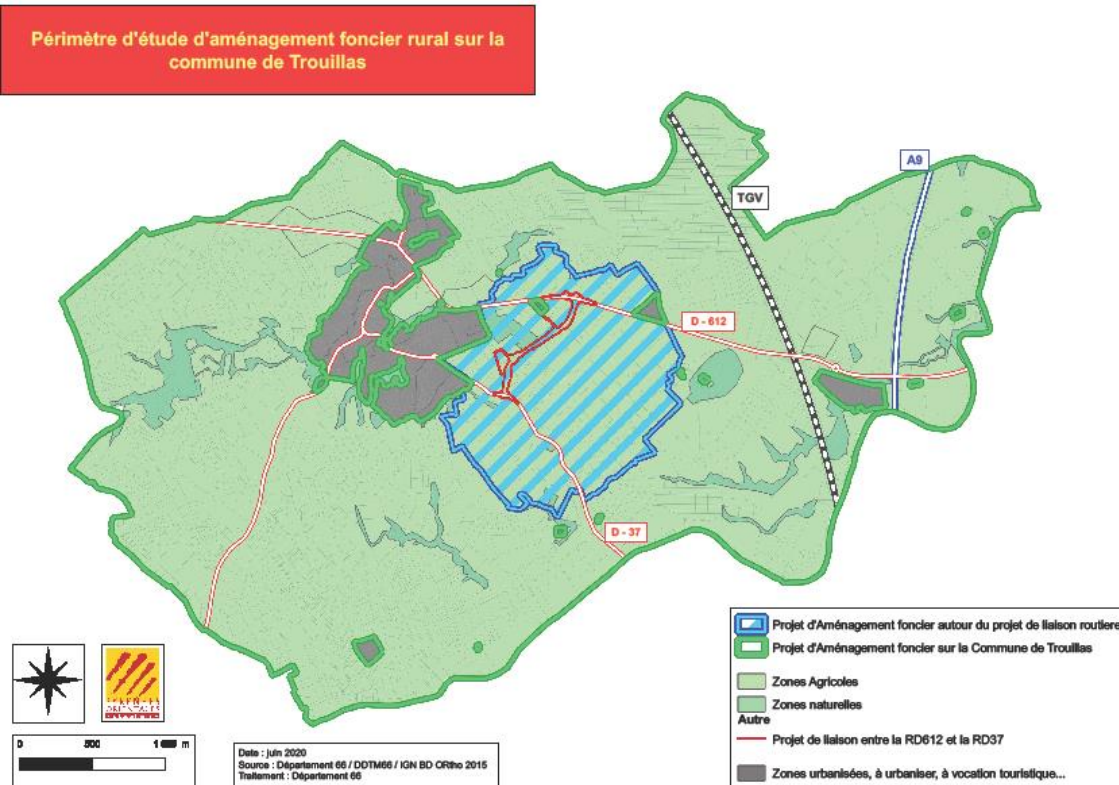 Périmètre d'étude d'aménagement foncier rural sur la
commune de Trouillas
A9
TGV
D - 612
D - 37
Projet d'Aménagement foncier autour du projet de liaison routiere
Projet d'Aménagement foncier sur la Commune de Trouillas
Zones Agricoles
Zones naturelles
Autre
Projet de liaison entre la RD612 et la RD37
Zones urbanisées, à urbaniser, à vocation touristique...
ORIENTALES
0 500 m
Date : juin 2020
Source : Département 66 / DDTM66 / IGN BD ORtho 2015
Traitement : Département 66